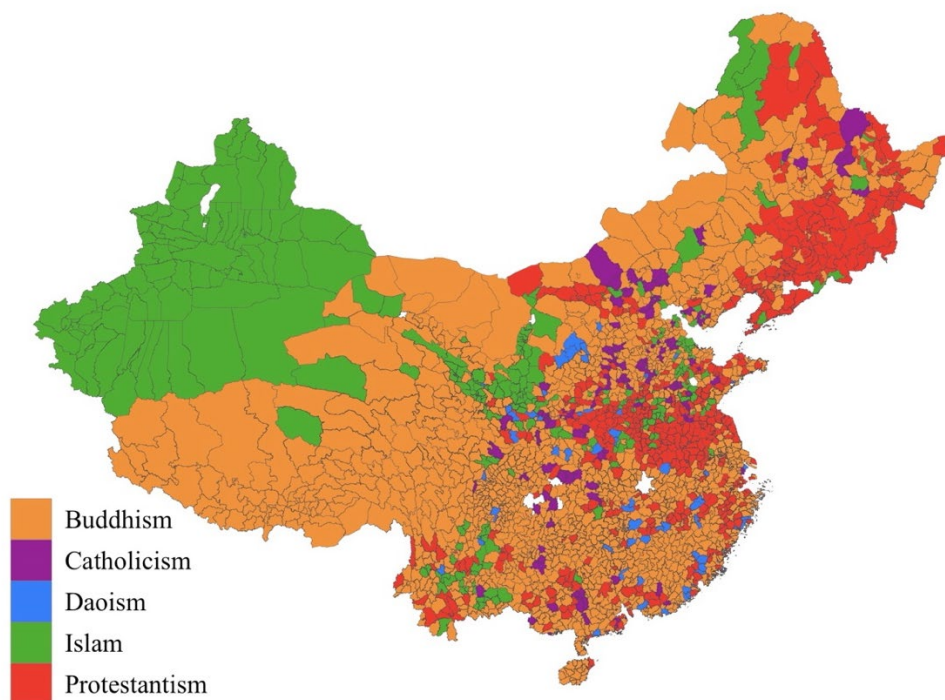 Buddhism
Catholicism
Daoism
Islam
Protestantism